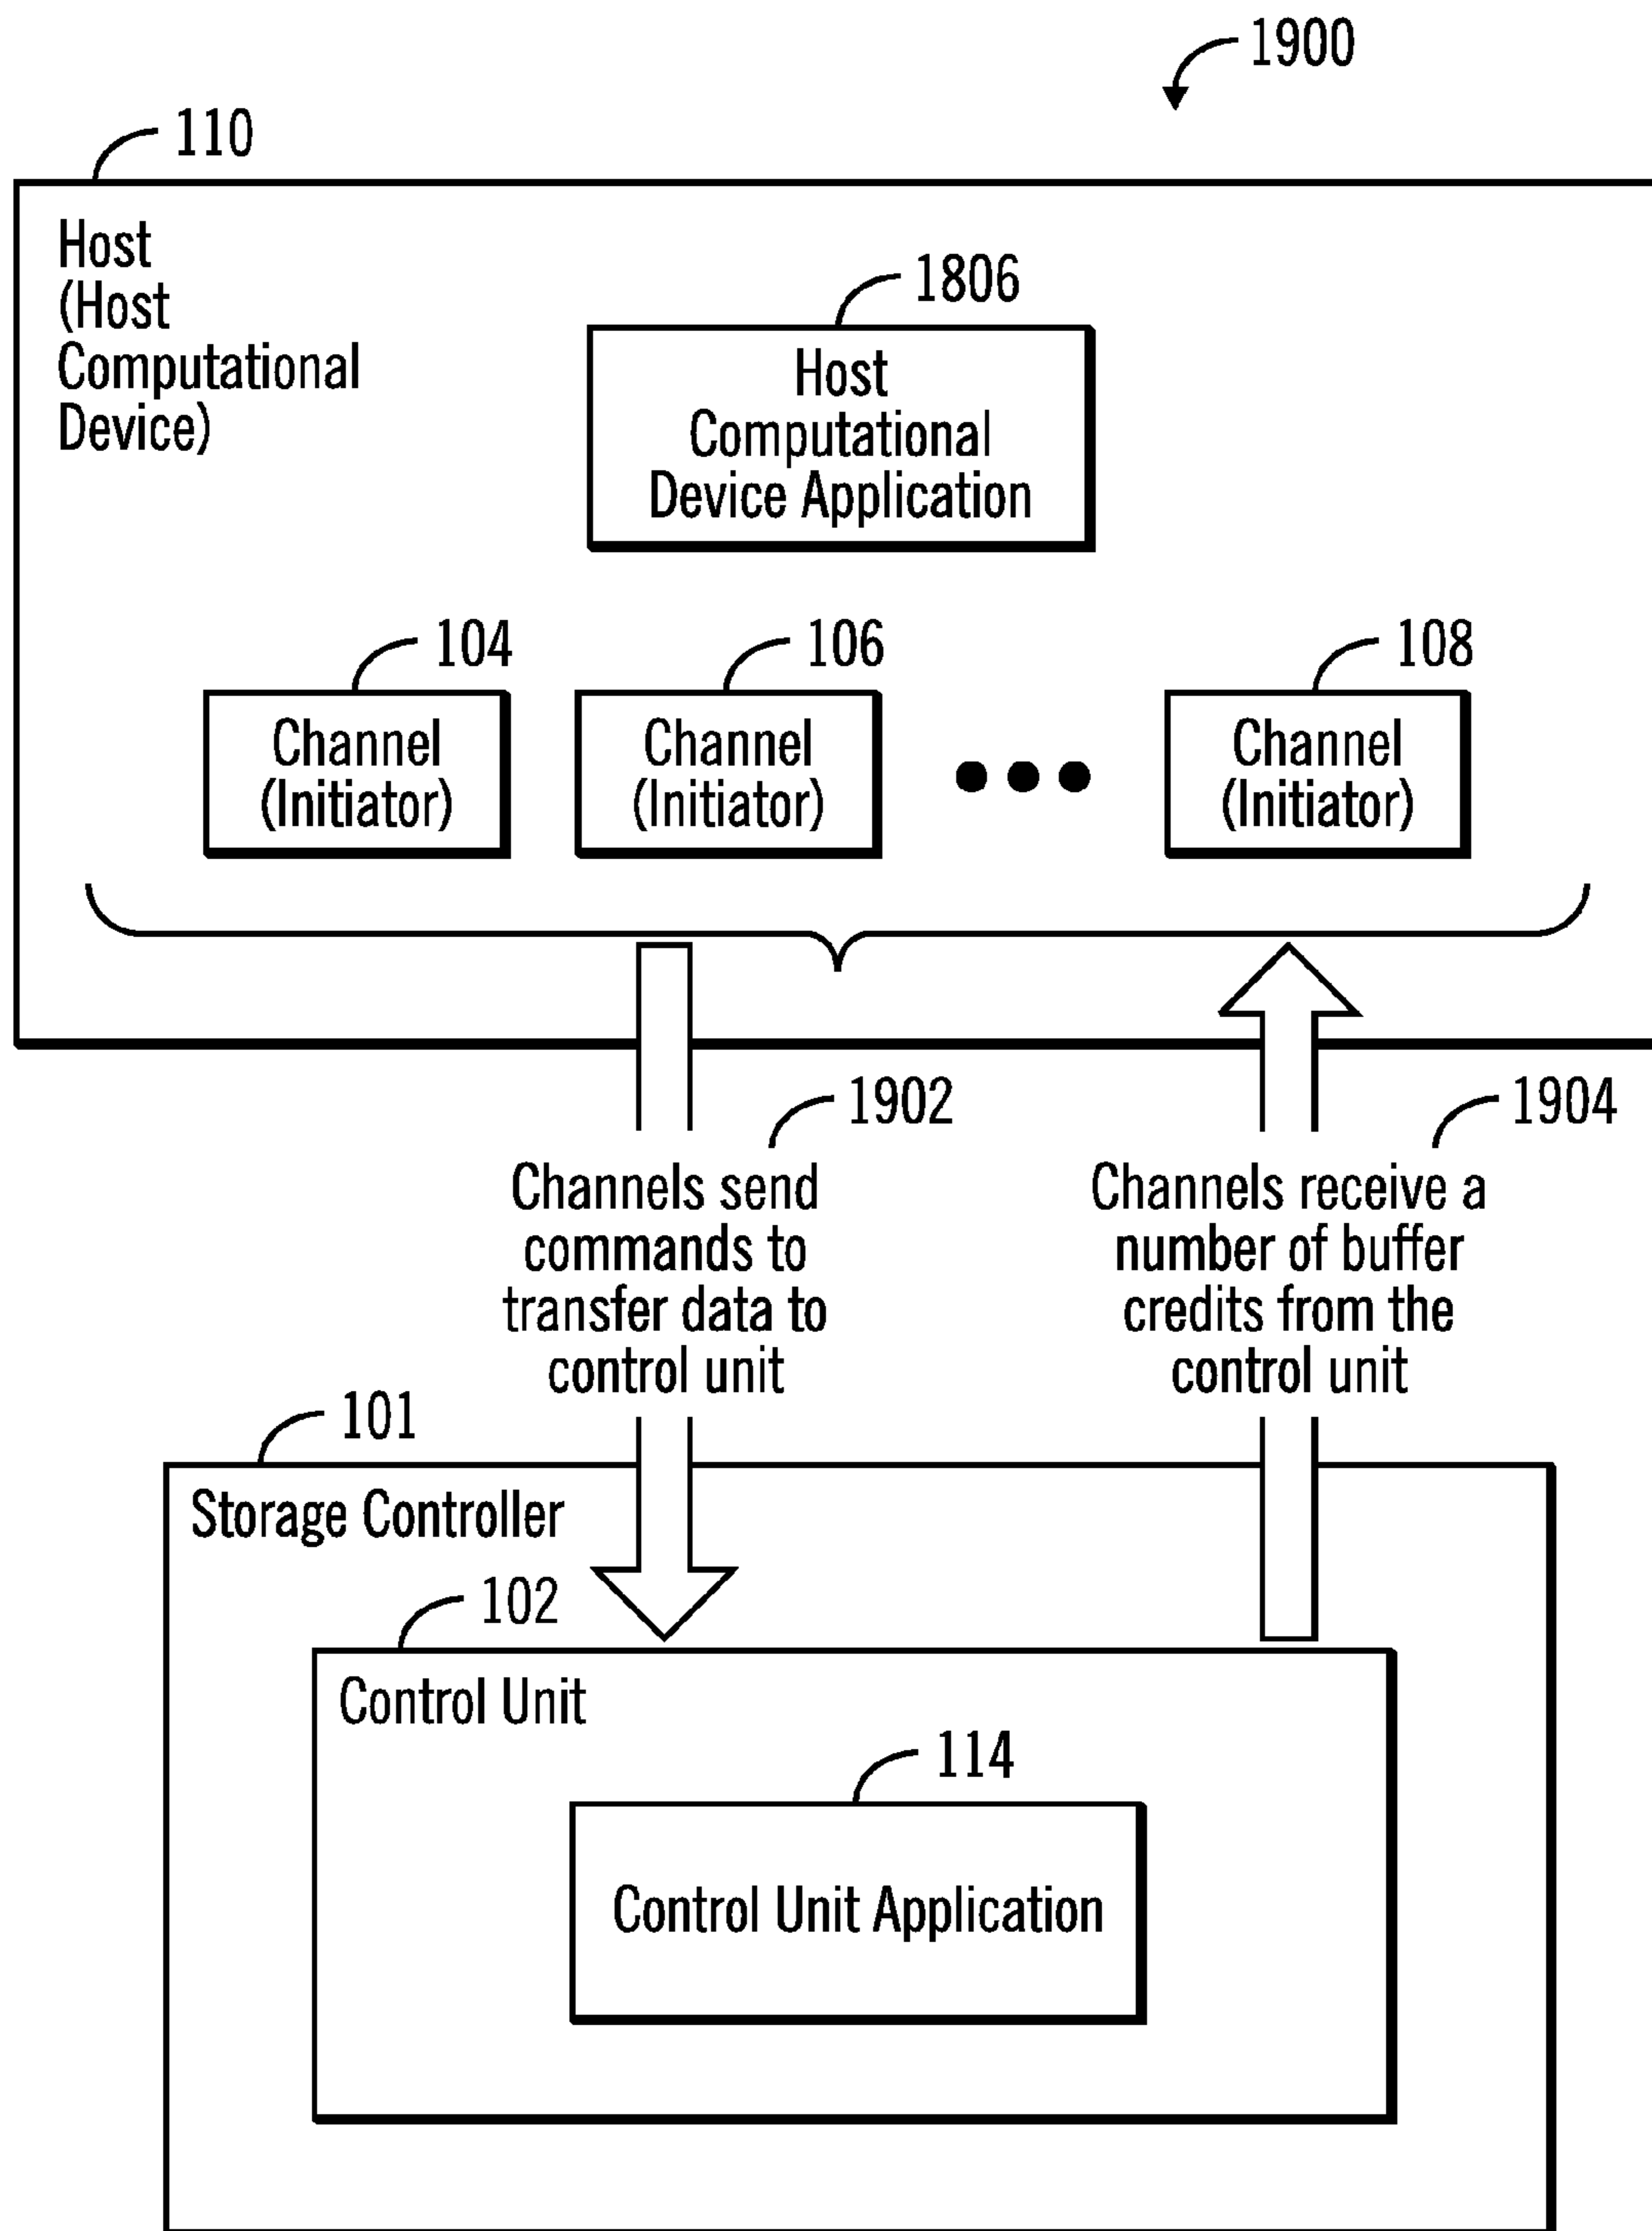 1900
110
Host
(Host
Computational
Device)
1806
Host
Computational
Device Application
104
106
108
Channel
(Initiator)
Channel
(Initiator)
Channel
(Initiator)
1902
1904
Channels send
commands to
transfer data to
control unit
Channels receive a
number of buffer
credits from the
control unit
101
Storage Controller
102
Control Unit
114
Control Unit Application